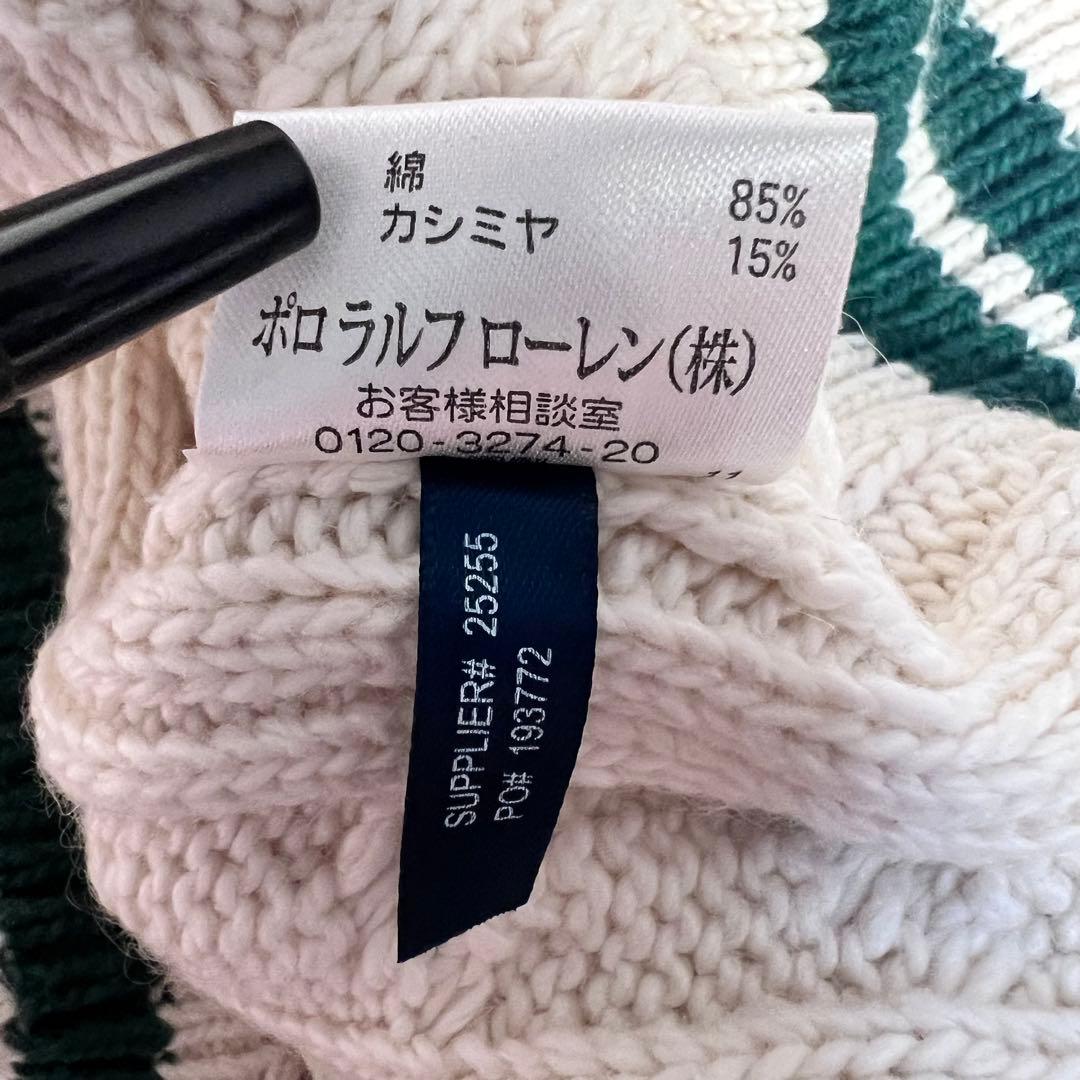 綿 85%
カシミヤ 15%
ポロ ラルフ ローレン(株)
お客様相談室
0120-3274-20
SUPPLIER# 25255
PO# 193772